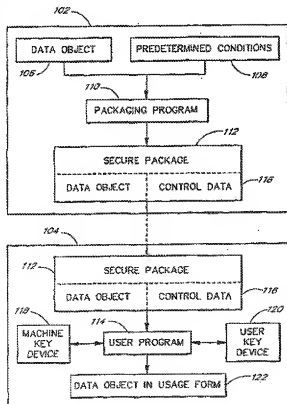 102
DATA OBJECT
PREDETERMINED CONDITIONS
106
108
110
PACKAGING PROGRAM
112
SECURE PACKAGE
DATA OBJECT
CONTROL DATA
116
104
112
SECURE PACKAGE
DATA OBJECT
CONTROL DATA
116
118
114
120
MACHINE KEY DEVICE
USER PROGRAM
USER KEY DEVICE
DATA OBJECT IN USAGE FORM
122